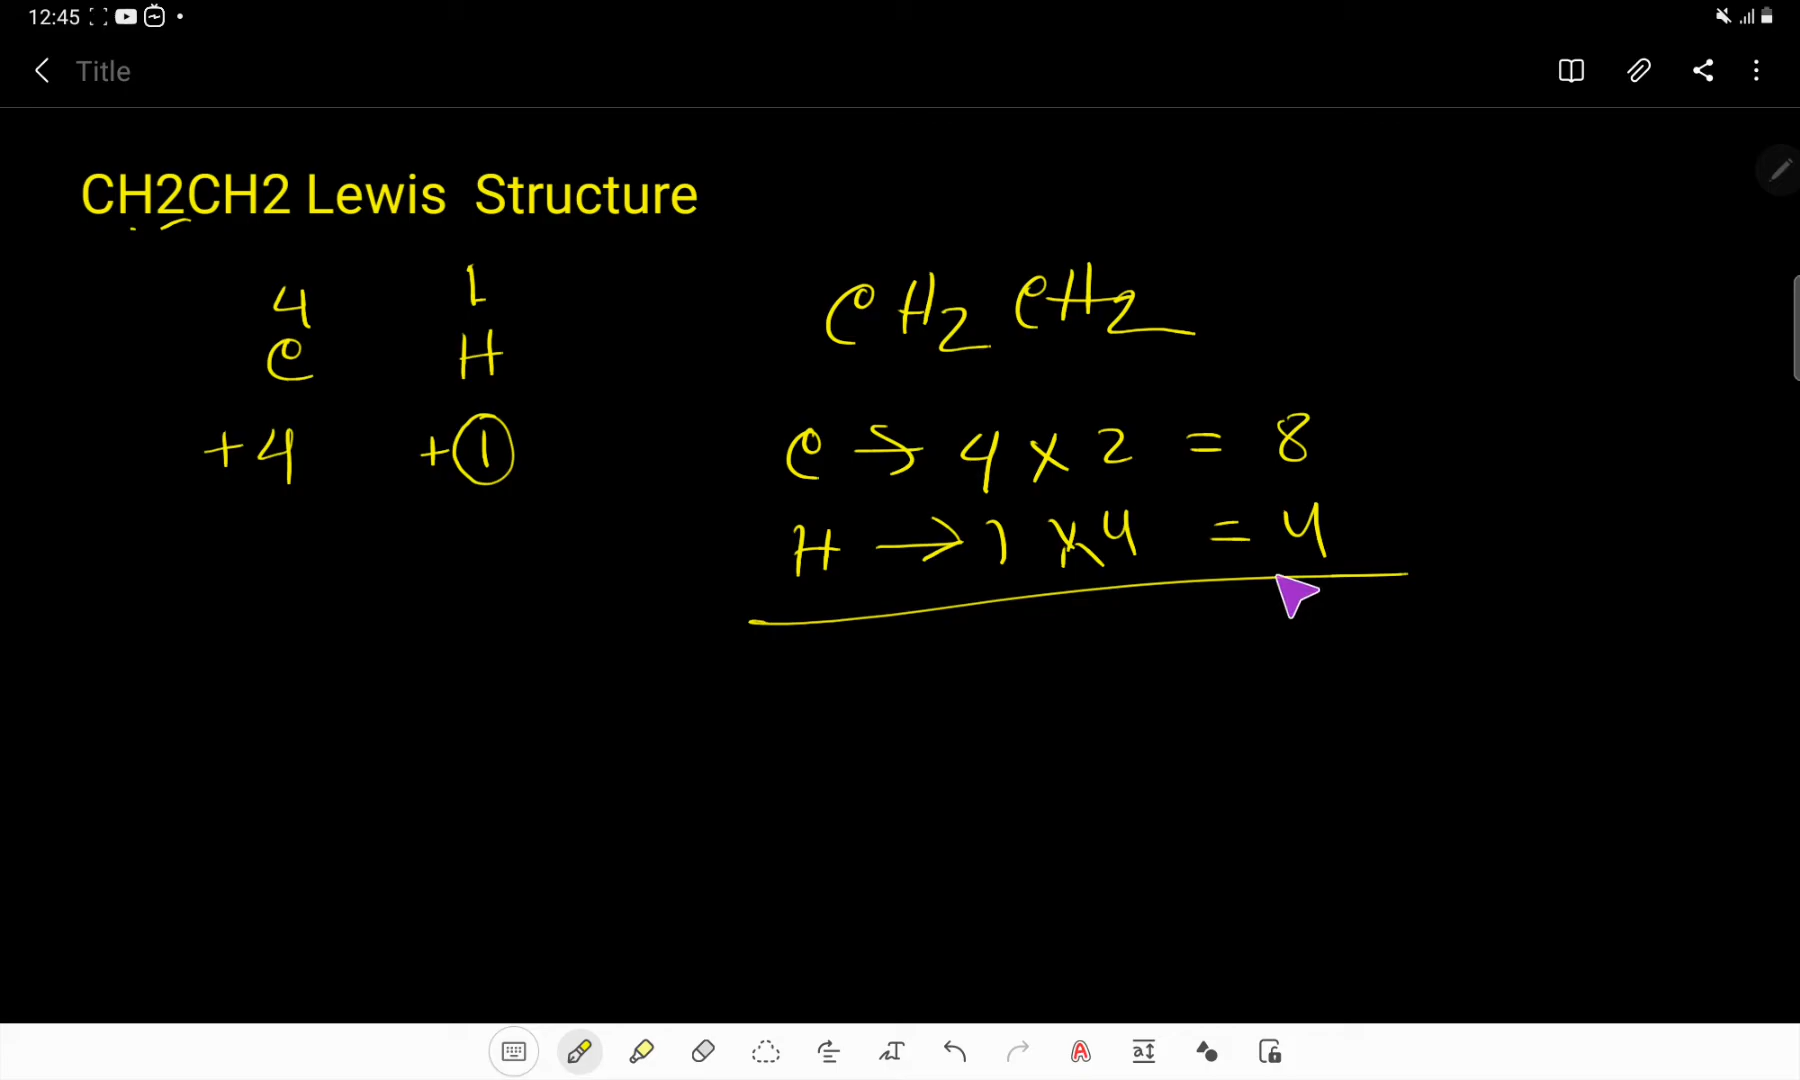 12:45
Title
CH2CH2 Lewis Structure
4 1
C H
+4 +1
CH2 CH2
C → 4 × 2 = 8
H → 1 × 4 = 4